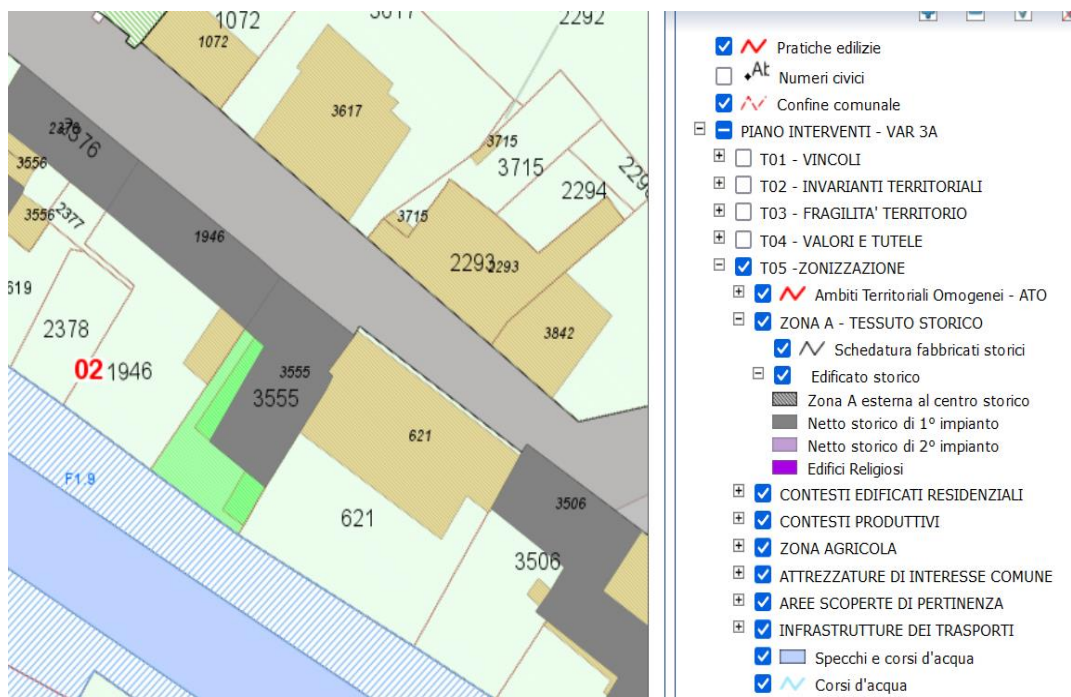 1072
3617
2292
1072
3617
2376
2376
3556
3556
2377
3715
3715
2294
3715
1946
2293
2293
3842
619
2378
02
1946
3555
3555
621
F1.9
621
3506
3506
Pratiche edilizie
Ab
Numeri civici
Confine comunale
PIANO INTERVENTI - VAR 3A
T01 - VINCOLI
T02 - INVARIANTI TERRITORIALI
T03 - FRAGILITA' TERRITORIO
T04 - VALORI E TUTELE
T05 -ZONIZZAZIONE
Ambiti Territoriali Omogenei - ATO
ZONA A - TESSUTO STORICO
Schedatura fabbricati storici
Edificato storico
Zona A esterna al centro storico
Netto storico di 1° impianto
Netto storico di 2° impianto
Edifici Religiosi
CONTESTI EDIFICATI RESIDENZIALI
CONTESTI PRODUTTIVI
ZONA AGRICOLA
ATTREZZATURE DI INTERESSE COMUNE
AREE SCOPERTE DI PERTINENZA
INFRASTRUTTURE DEI TRASPORTI
Specchi e corsi d'acqua
Corsi d'acqua